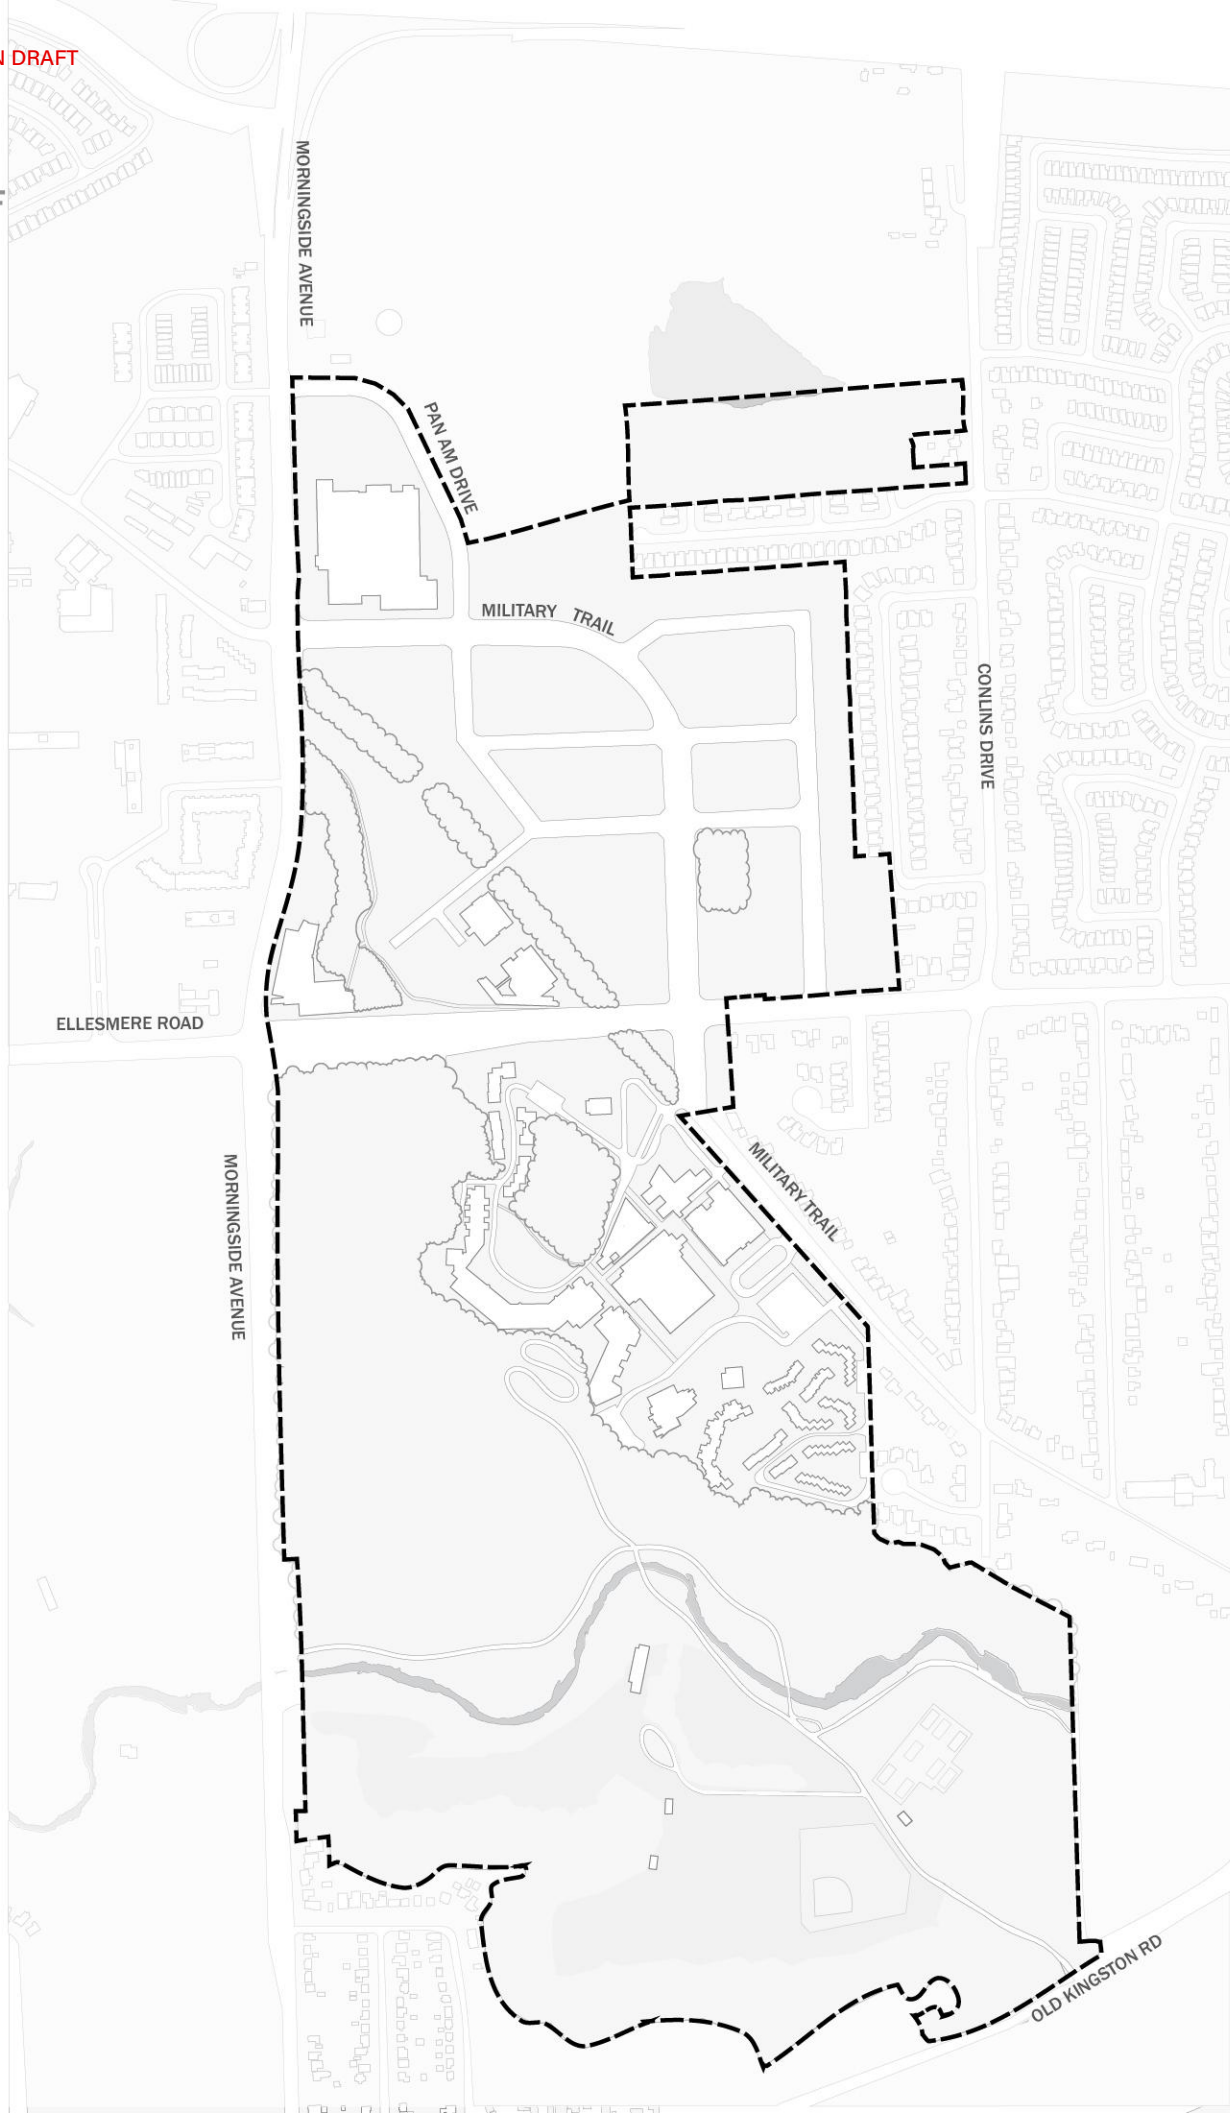 N DRAFT
MORNINGSIDE AVENUE
PAN AM DRIVE
MILITARY TRAIL
CONLINS DRIVE
ELLESMERE ROAD
MORNINGSIDE AVENUE
MILITARY TRAIL
OLD KINGSTON RD